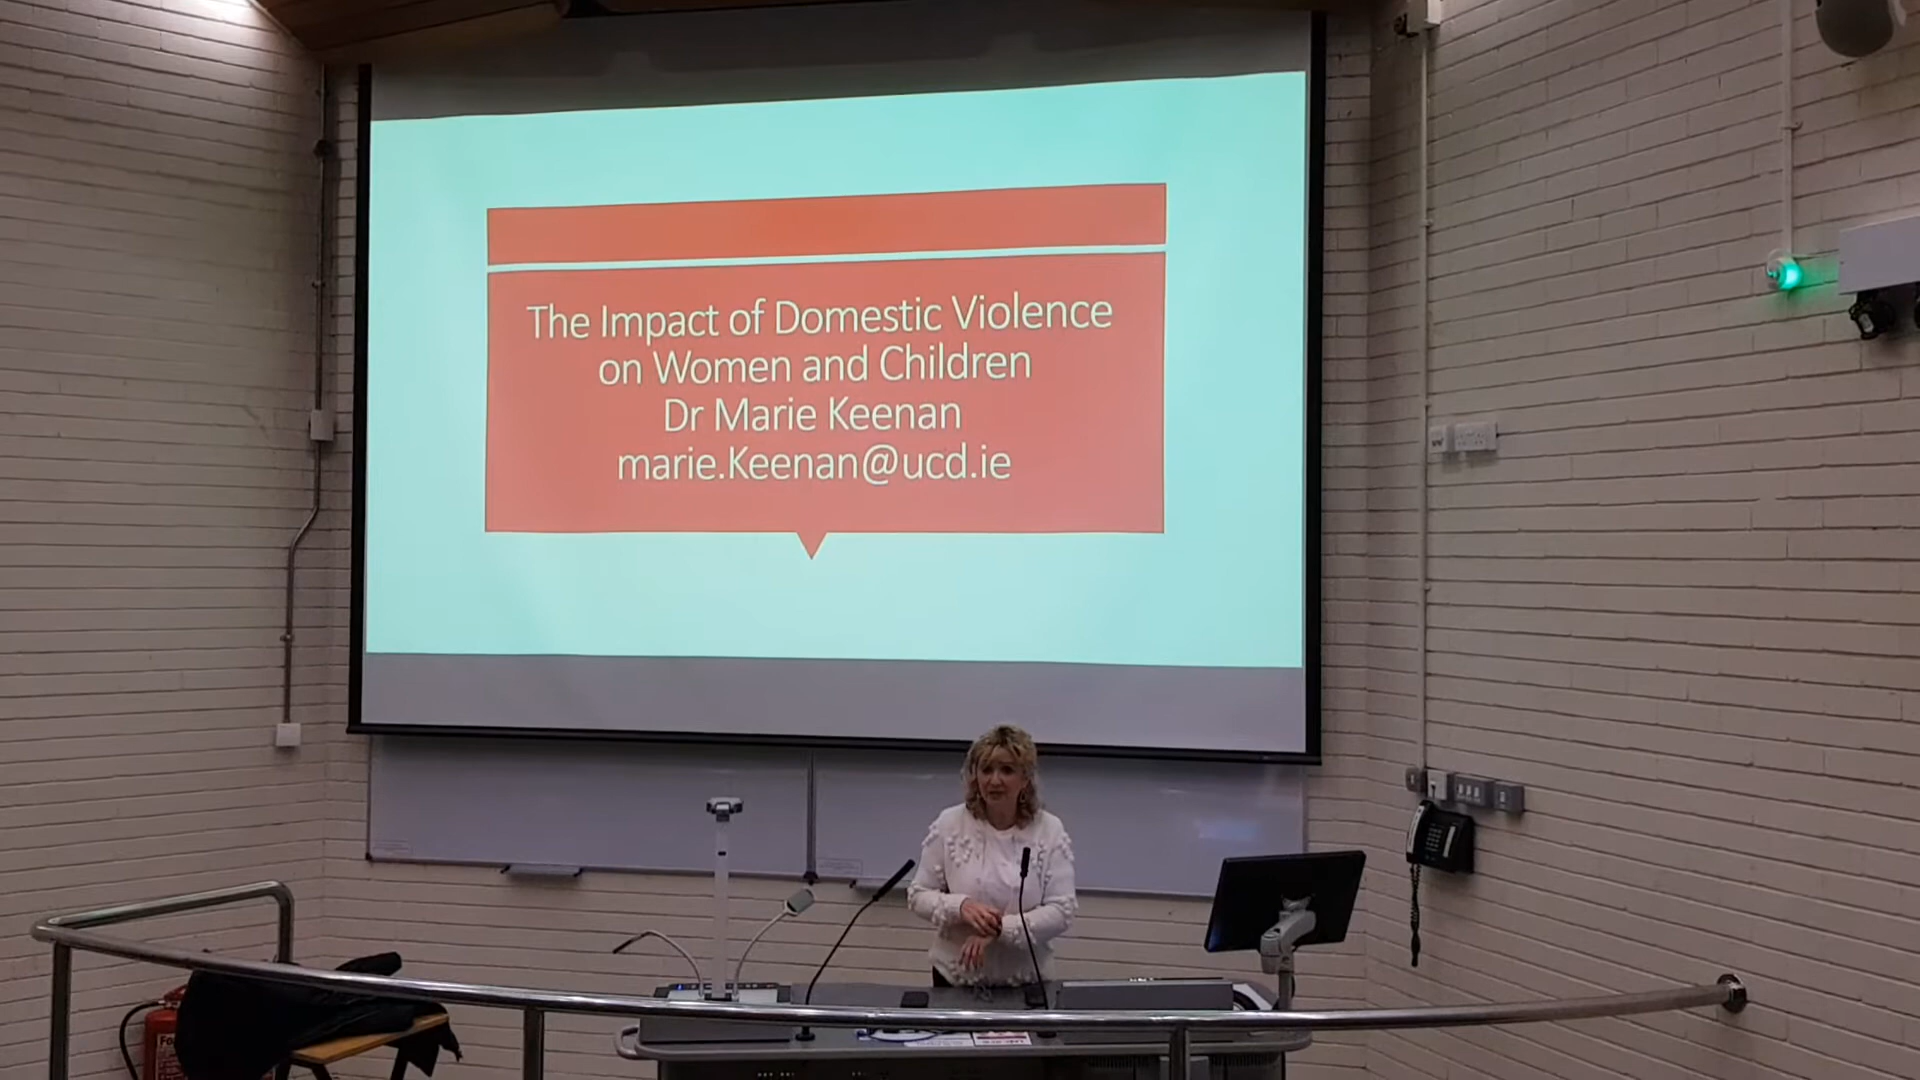 The Impact of Domestic Violence
on Women and Children
Dr Marie Keenan
marie.Keenan@ucd.ie